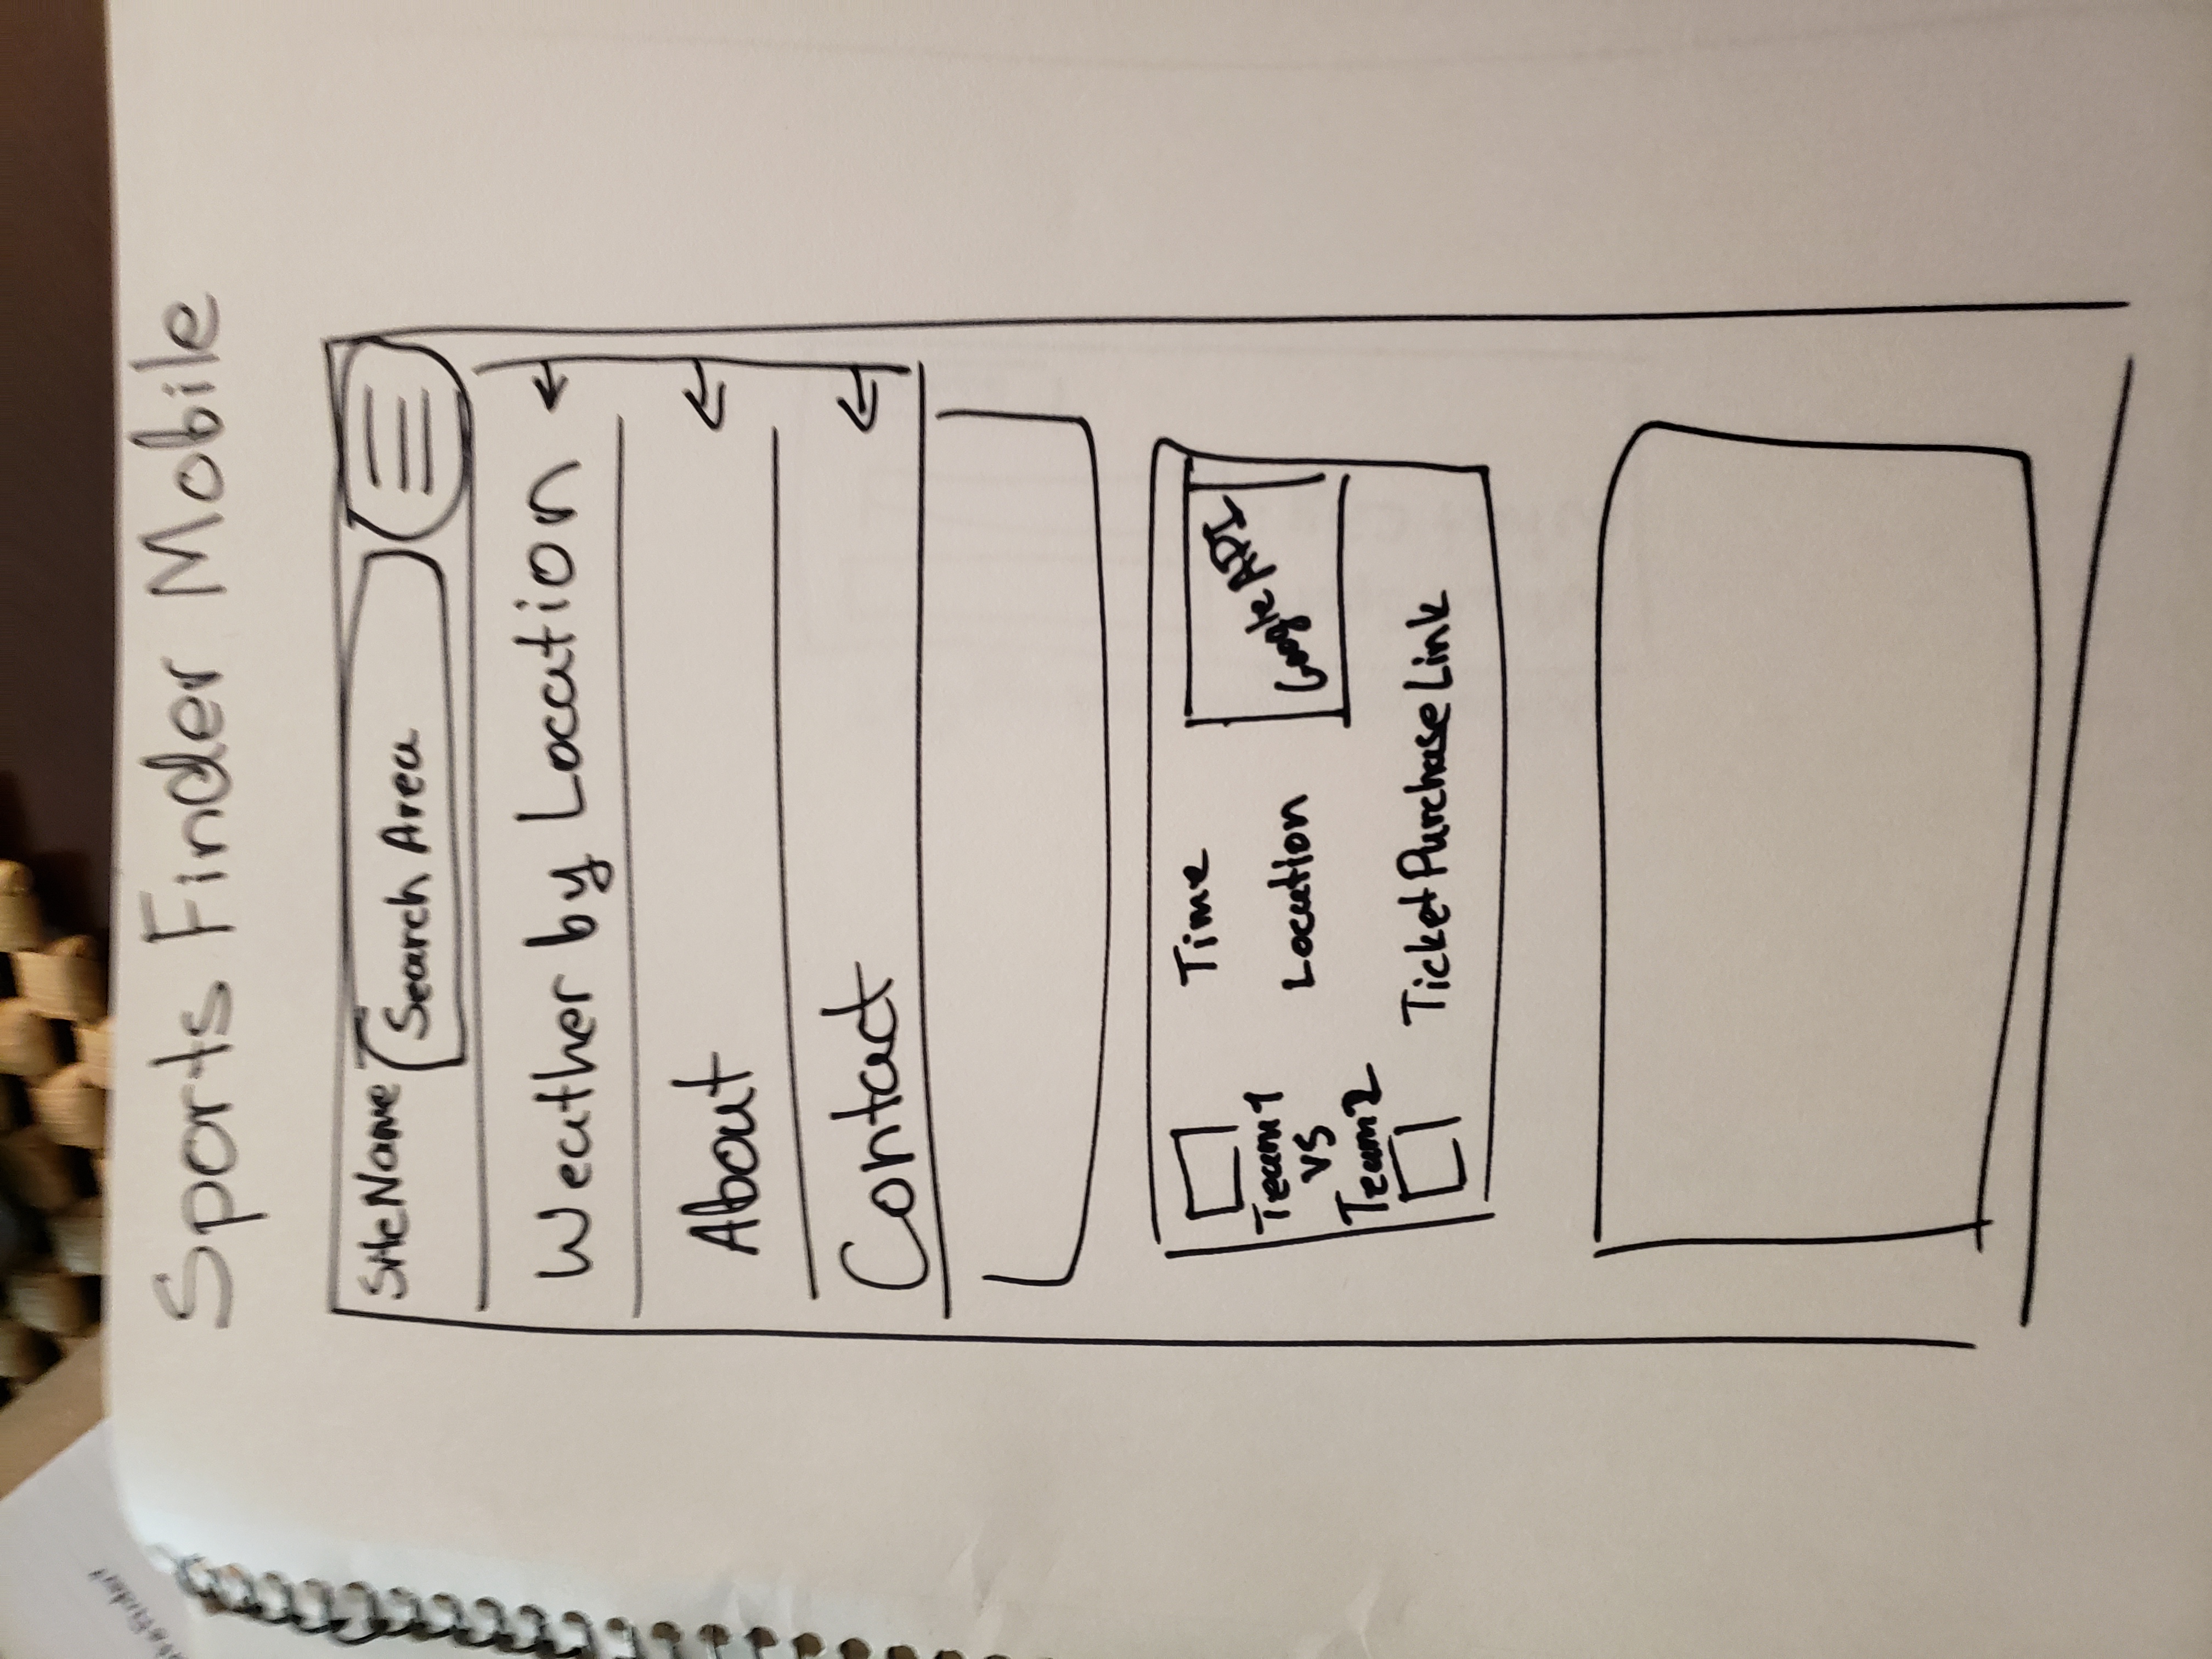 Sports Finder Mobile
SiteName Search Area
Weather by Location
About
Contact
Time
Location
Google API
Team1
VS
Team2
Ticket Purchase Link